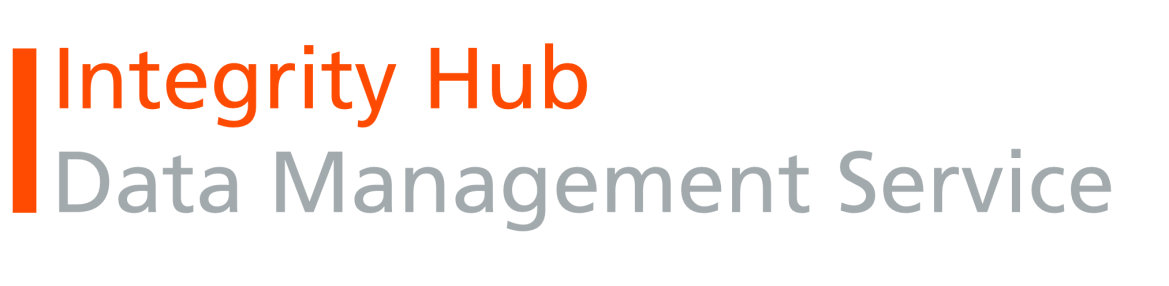 Integrity Hub
Data Management Service